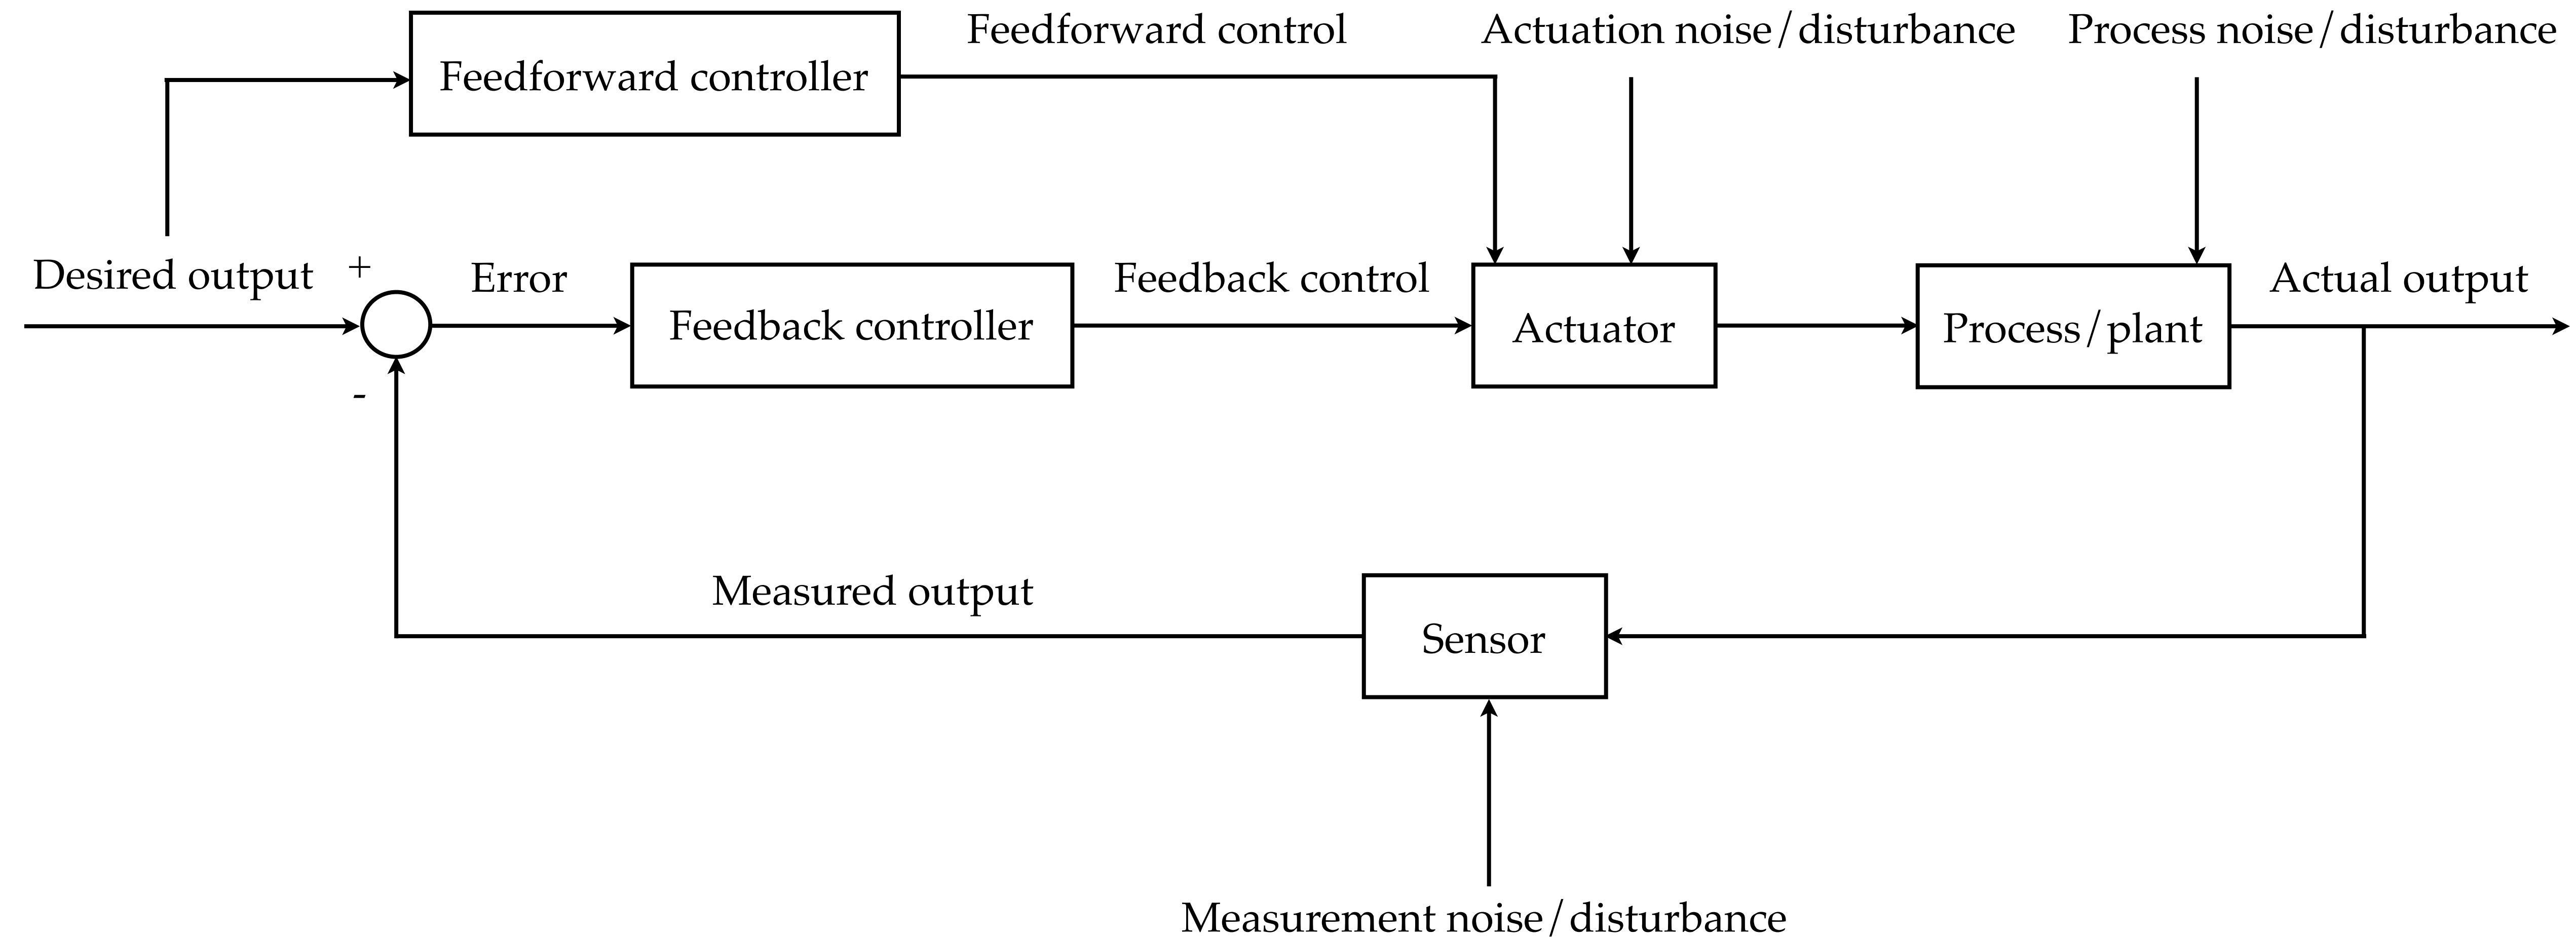 Feedforward control
Actuation noise/disturbance
Process noise/disturbance
Feedforward controller
Desired output
+
Error
Feedback control
Actual output
Feedback controller
Actuator
Process/plant
-
Measured output
Sensor
Measurement noise/disturbance